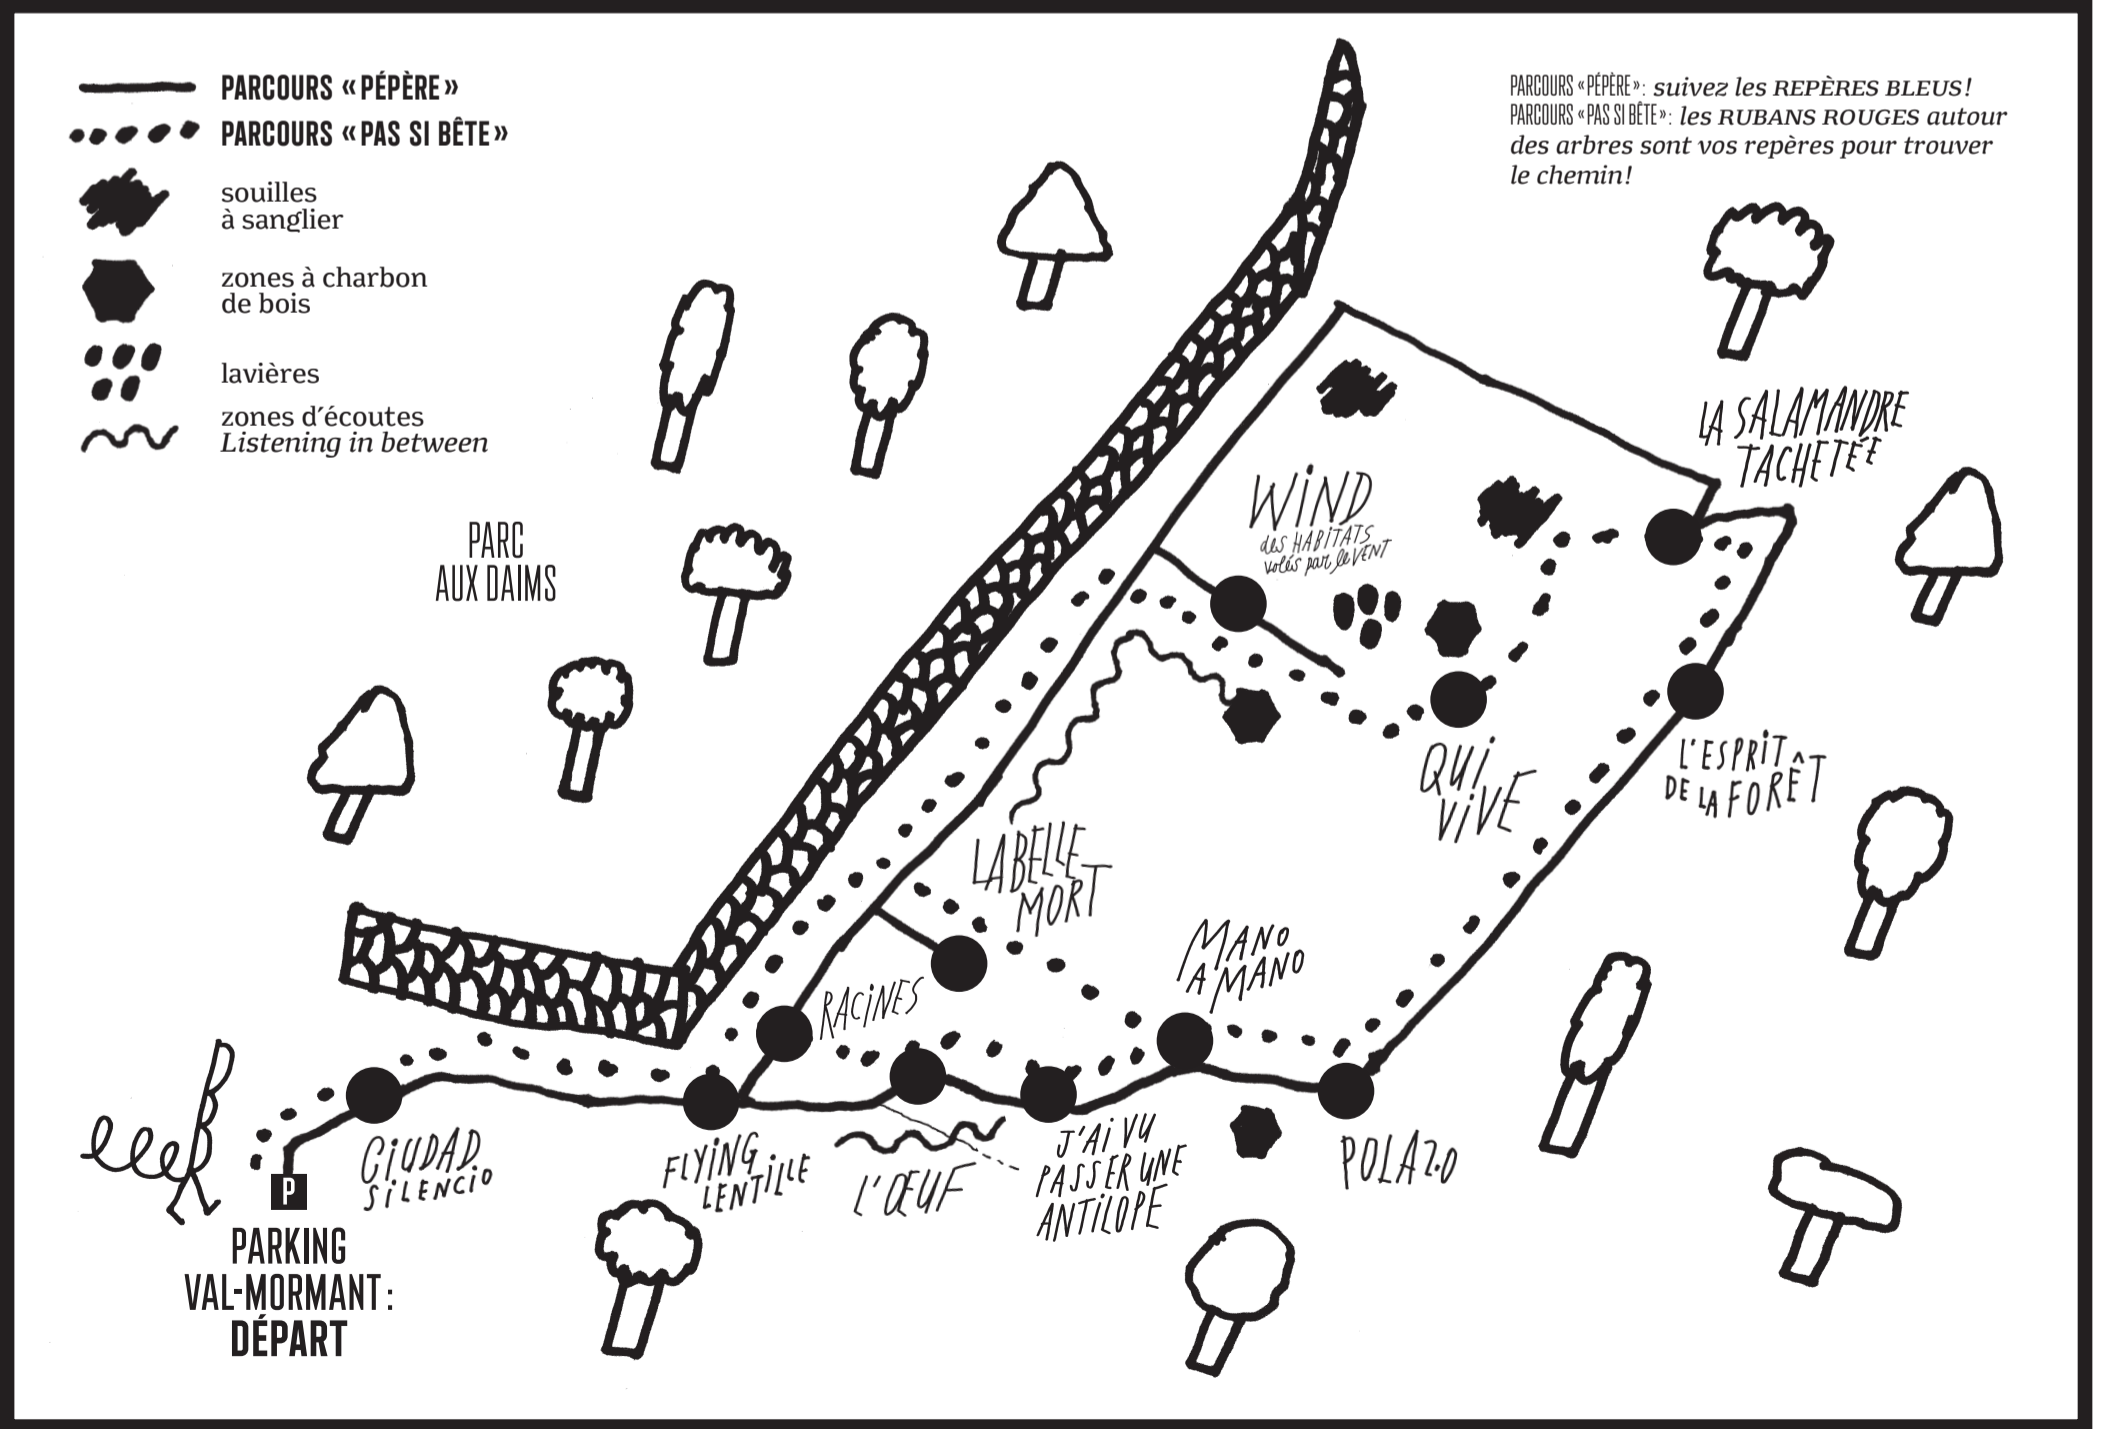 PARCOURS « PÉPÈRE »
PARCOURS « PAS SI BÊTE »
souilles
à sanglier
zones à charbon
de bois
lavières
zones d'écoutes
Listening in between
PARCOURS « PÉPÈRE » : suivez les REPÈRES BLEUS !
PARCOURS « PAS SI BÊTE » : les RUBANS ROUGES autour
des arbres sont vos repères pour trouver
le chemin !
LA SALAMANDRE
TACHETÉE
WIND
des HABITATS
volés par le VENT
PARC
AUX DAIMS
QUI
VIVE
L'ESPRIT
DE LA FORÊT
LA BELLE
MORT
MANO
A MANO
RACINES
CIUDAD
SILENCIO
FLYING
LENTILLE
L'ŒUF
J'AI VU
PASSER UNE
ANTILOPE
POLA 2.0
P
PARKING
VAL-MORMANT :
DÉPART